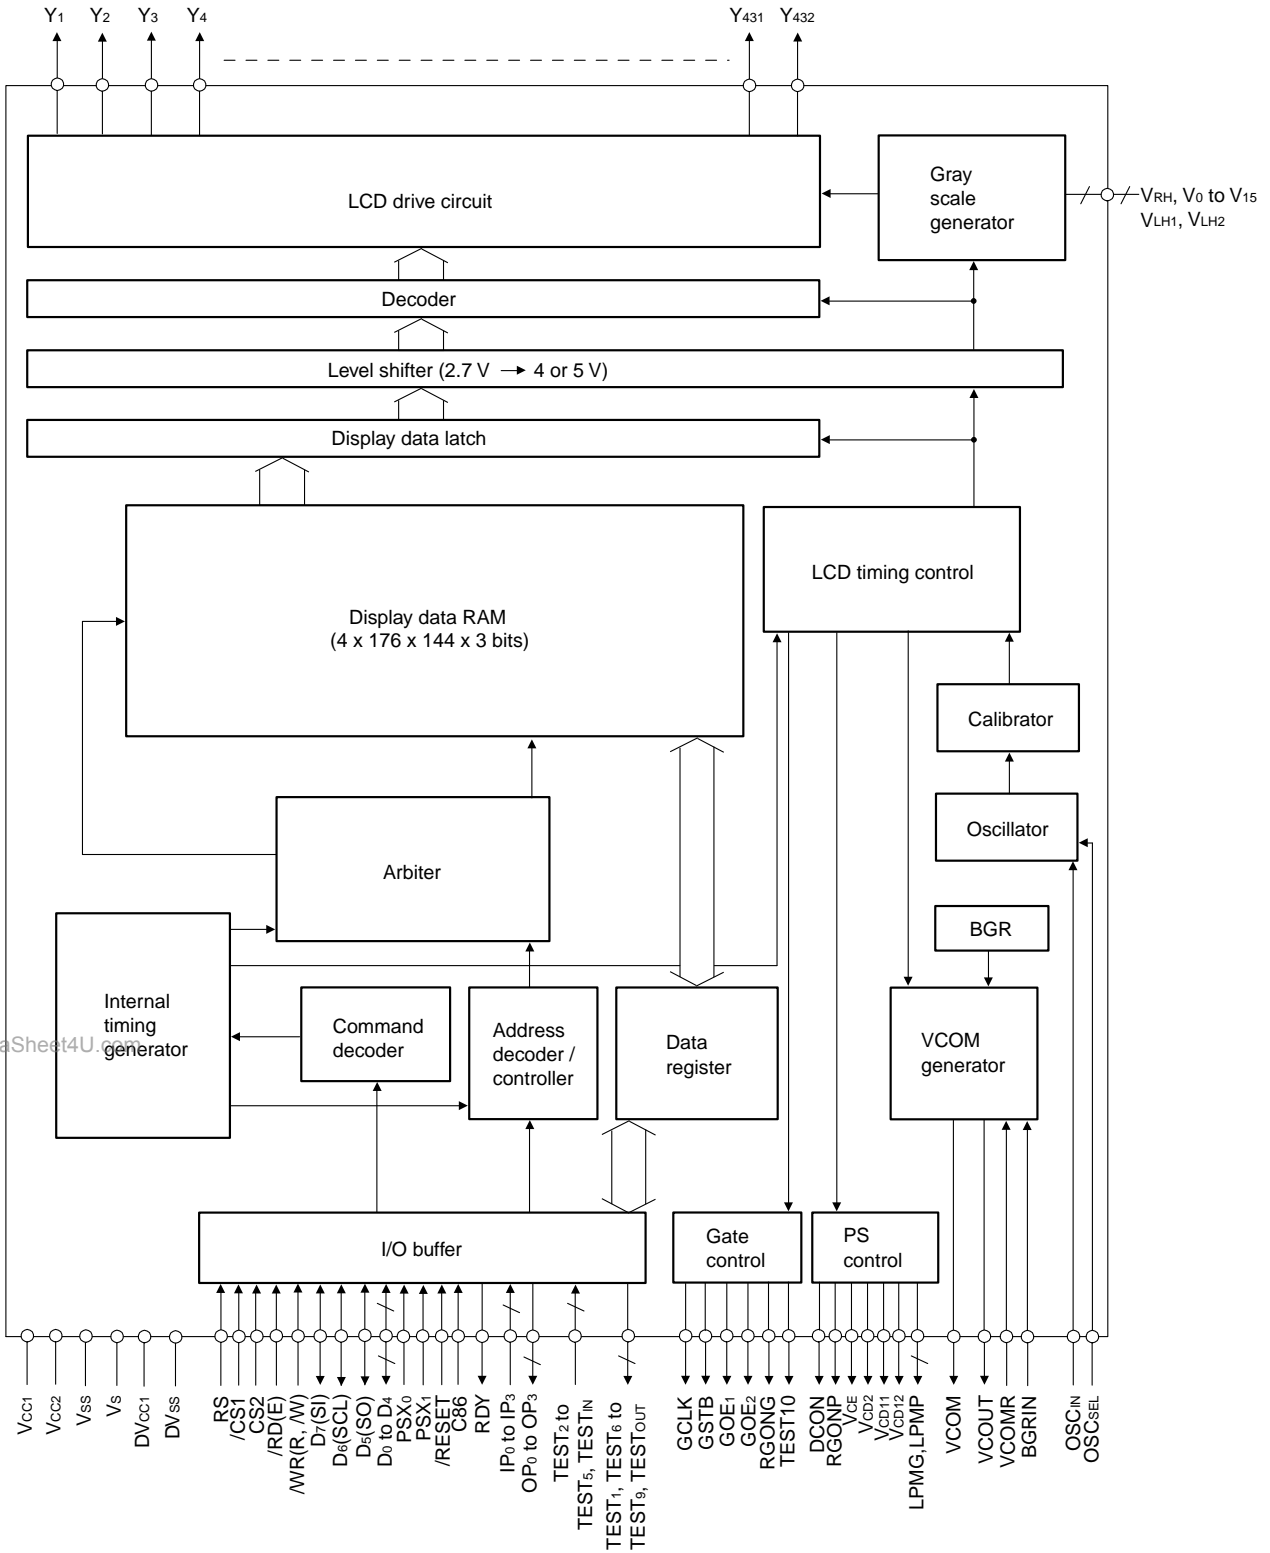 Y1 Y2 Y3 Y4 Y431 Y432
LCD drive circuit
Gray
scale
generator
VRH, V0 to V15
VLH1, VLH2
Decoder
Level shifter (2.7 V → 4 or 5 V)
Display data latch
Display data RAM
(4 x 176 x 144 x 3 bits)
LCD timing control
Calibrator
Oscillator
Arbiter
BGR
Internal
timing
generator
Command
decoder
Address
decoder /
controller
Data
register
VCOM
generator
aSheet4U.com
I/O buffer
Gate
control
PS
control
VCC1
VCC2
VSS
VS
DVCC1
DVSS
RS
/CS1
CS2
/RD(E)
/WR(R, /W)
D7(SI)
D6(SCL)
D5(SO)
D0 to D4
PSX0
PSX1
/RESET
C86
RDY
IP0 to IP3
OP0 to OP3
TEST2 to
TEST5, TESTIN
TEST1, TEST6 to
TEST9, TESTOUT
GCLK
GSTB
GOE1
GOE2
RGONG
TEST10
DCON
RGONP
VCE
VCD2
VCD11
VCD12
LPMG,LPMP
VCOM
VCOUT
VCOMR
BGRIN
OSCIN
OSCSEL